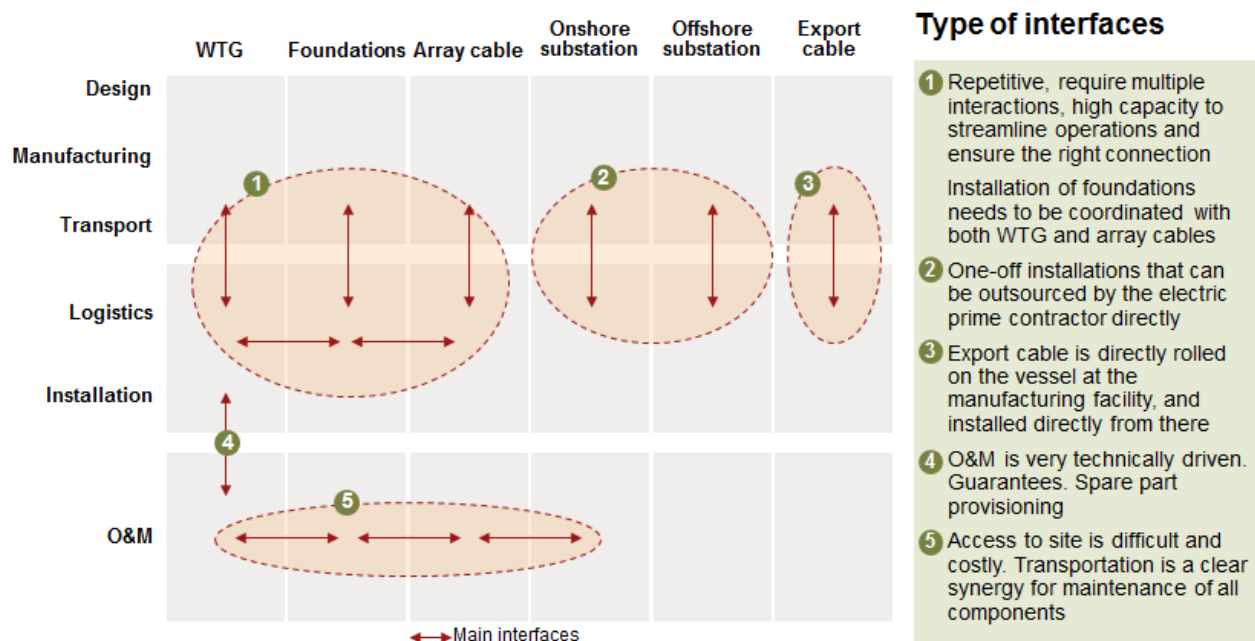 WTG
Foundations
Array cable
Onshore
substation
Offshore
substation
Export
cable
Design
Manufacturing
Transport
Logistics
Installation
O&M
1
2
3
4
5
Main interfaces
Type of interfaces
1 Repetitive, require multiple
interactions, high capacity to
streamline operations and
ensure the right connection
Installation of foundations
needs to be coordinated with
both WTG and array cables
2 One-off installations that can
be outsourced by the electric
prime contractor directly
3 Export cable is directly rolled
on the vessel at the
manufacturing facility, and
installed directly from there
4 O&M is very technically driven.
Guarantees. Spare part
provisioning
5 Access to site is difficult and
costly. Transportation is a clear
synergy for maintenance of all
components